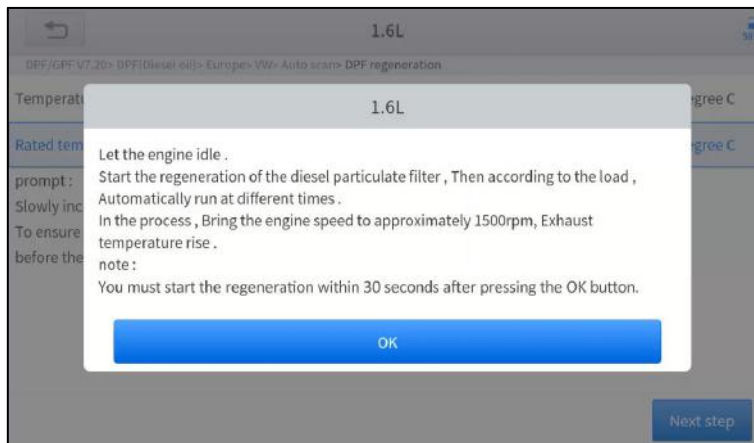 1.6L
DPF/GPF V7.20> DPF(Diesel oil)> Europe> VW> Auto scan> DPF regeneration
Temperatu
egree C
1.6L
Rated tem
egree C
Let the engine idle .
Start the regeneration of the diesel particulate filter , Then according to the load ,
Automatically run at different times .
In the process , Bring the engine speed to approximately 1500rpm, Exhaust
temperature rise .
note :
You must start the regeneration within 30 seconds after pressing the OK button.
prompt :
Slowly inc
To ensure
before the
OK
Next step